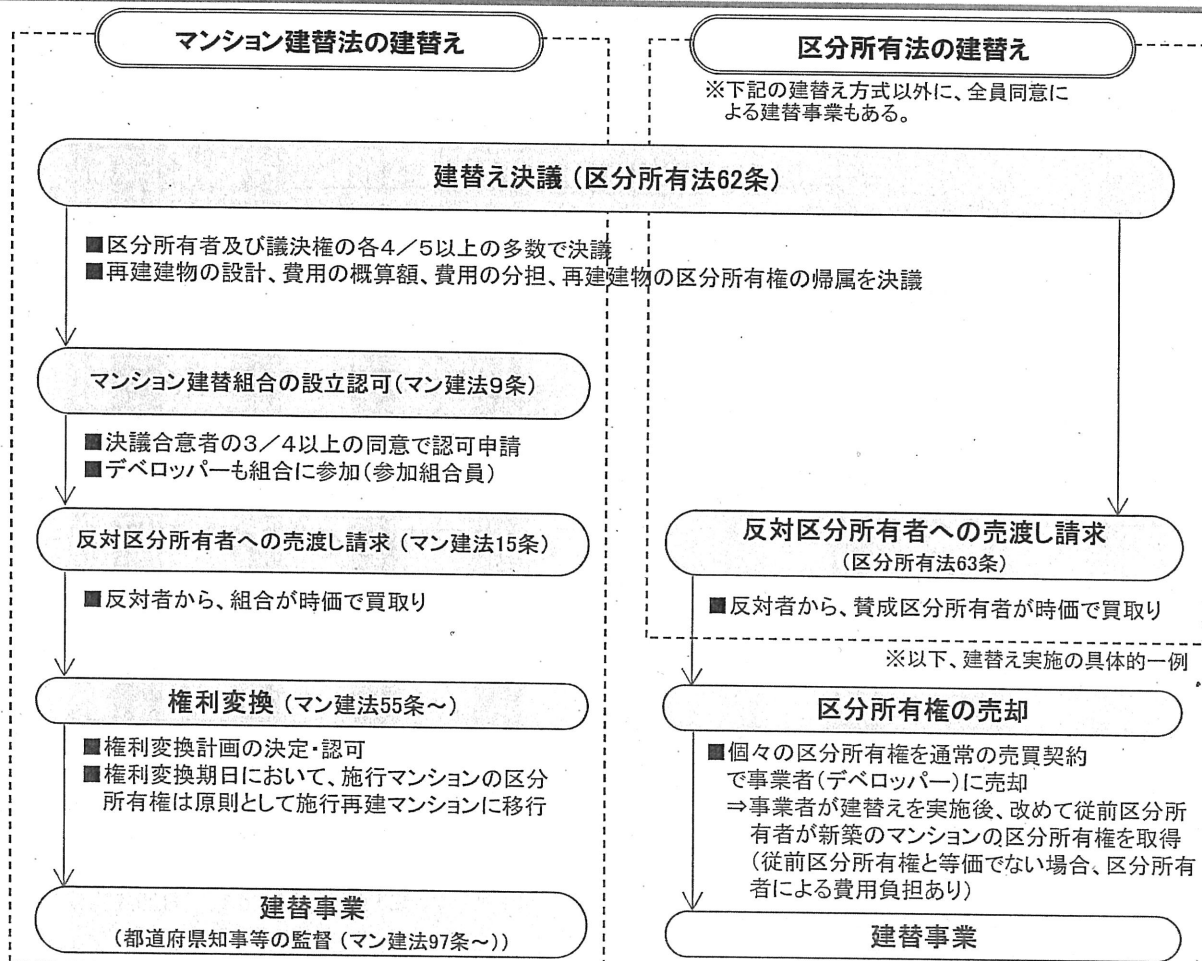 マンション建替法の建替え
区分所有法の建替え
※下記の建替え方式以外に、全員同意に
よる建替事業もある。
建替え決議 (区分所有法62条)
■区分所有者及び議決権の各4／5以上の多数で決議
■再建建物の設計、費用の概算額、費用の分担、再建建物の区分所有権の帰属を決議
マンション建替組合の設立認可(マン建法9条)
■決議合意者の3／4以上の同意で認可申請
■デベロッパーも組合に参加(参加組合員)
反対区分所有者への売渡し請求 (マン建法15条)
■反対者から、組合が時価で買取り
権利変換 (マン建法55条～)
■権利変換計画の決定・認可
■権利変換期日において、施行マンションの区分
所有権は原則として施行再建マンションに移行
建替事業
(都道府県知事等の監督 (マン建法97条～))
反対区分所有者への売渡し請求
(区分所有法63条)
■反対者から、賛成区分所有者が時価で買取り
※以下、建替え実施の具体的一例
区分所有権の売却
■個々の区分所有権を通常の売買契約
で事業者(デベロッパー)に売却
⇒事業者が建替えを実施後、改めて従前区分所
有者が新築のマンションの区分所有権を取得
(従前区分所有権と等価でない場合、区分所有
者による費用負担あり)
建替事業